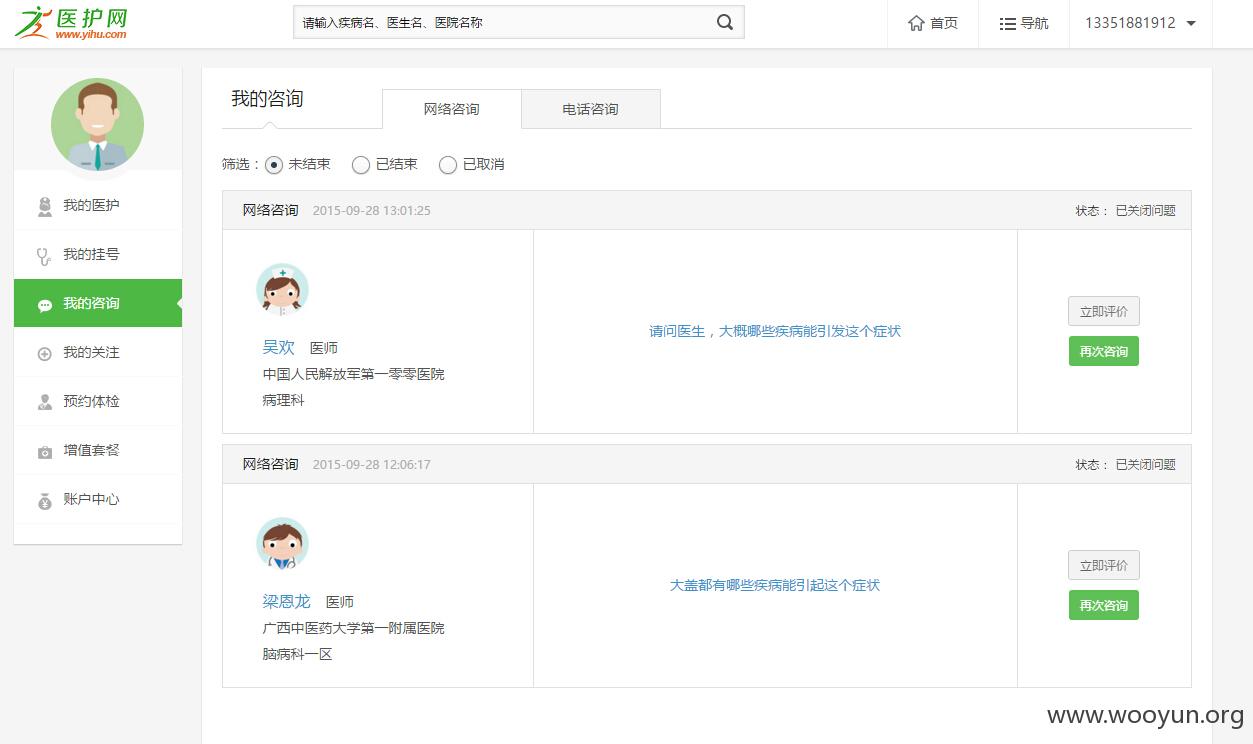 医护网
www.yihu.com
请输入疾病名、医生名、医院名称
首页
导航
13351881912
我的医护
我的挂号
我的咨询
我的关注
预约体检
增值套餐
账户中心
我的咨询
网络咨询
电话咨询
筛选：
未结束
已结束
已取消
网络咨询 2015-09-28 13:01:25
状态： 已关闭问题
吴欢 医师
中国人民解放军第一零零医院
病理科
请问医生，大概哪些疾病能引发这个症状
立即评价
再次咨询
网络咨询 2015-09-28 12:06:17
状态： 已关闭问题
梁恩龙 医师
广西中医药大学第一附属医院
脑病科一区
大盖都有哪些疾病能引起这个症状
立即评价
再次咨询
www.wooyun.org